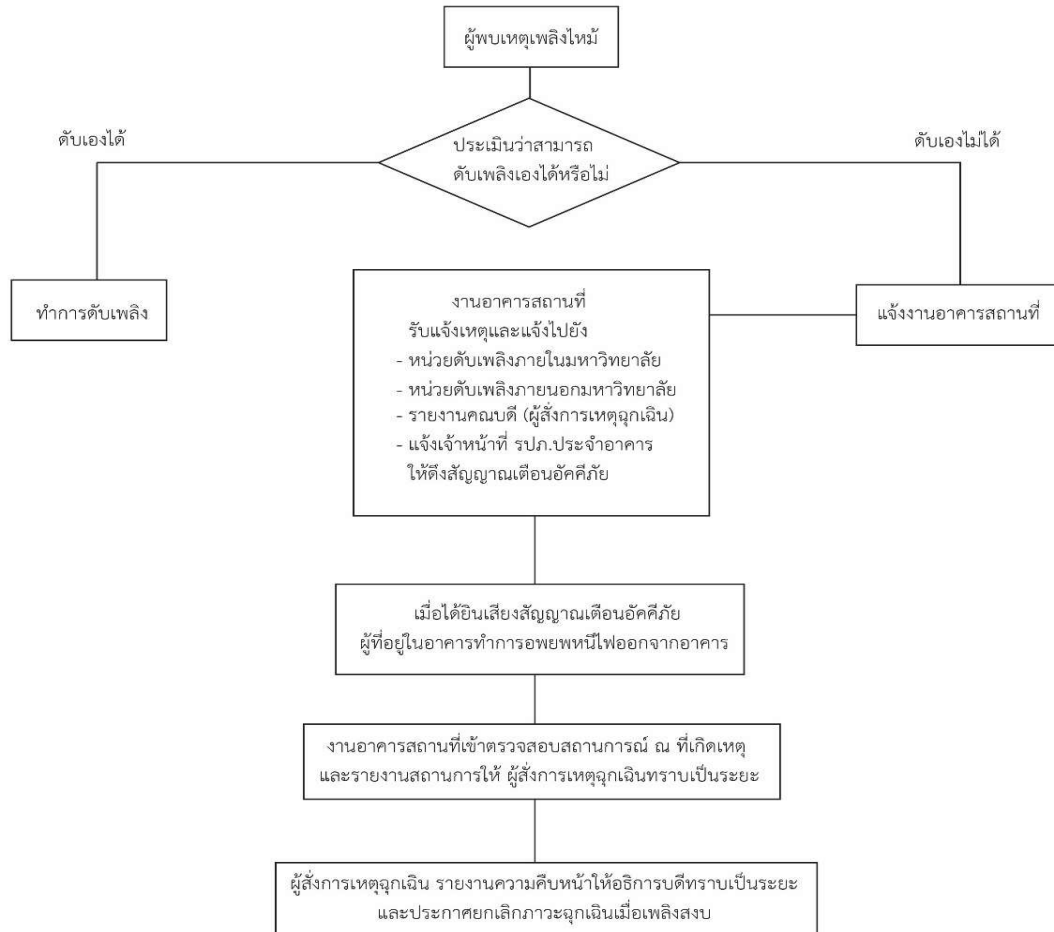 ผู้พบเหตุเพลิงไหม้
ดับเองได้
ประเมินว่าสามารถ
ดับเพลิงเองได้หรือไม่
ดับเองไม่ได้
ทำการดับเพลิง
แจ้งงานอาคารสถานที่
งานอาคารสถานที่
รับแจ้งเหตุและแจ้งไปยัง
- หน่วยดับเพลิงภายในมหาวิทยาลัย
- หน่วยดับเพลิงภายนอกมหาวิทยาลัย
- รายงานคณบดี (ผู้สั่งการเหตุฉุกเฉิน)
- แจ้งเจ้าหน้าที่ รปภ.ประจำอาคาร
ให้ดึงสัญญาณเตือนอัคคีภัย
เมื่อได้ยินเสียงสัญญาณเตือนอัคคีภัย
ผู้ที่อยู่ในอาคารทำการอพยพหนีไฟออกจากอาคาร
งานอาคารสถานที่เข้าตรวจสอบสถานการณ์ ณ ที่เกิดเหตุ
และรายงานสถานการให้ ผู้สั่งการเหตุฉุกเฉินทราบเป็นระยะ
ผู้สั่งการเหตุฉุกเฉิน รายงานความคืบหน้าให้อธิการบดีทราบเป็นระยะ
และประกาศยกเลิกภาวะฉุกเฉินเมื่อเพลิงสงบ